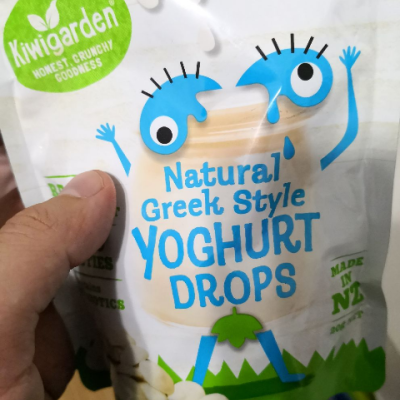 Kiwigarden
HONEST. CRUNCHY
GOODNESS
Natural
Greek Style
YOGHURT
DROPS
MADE
IN
NZ